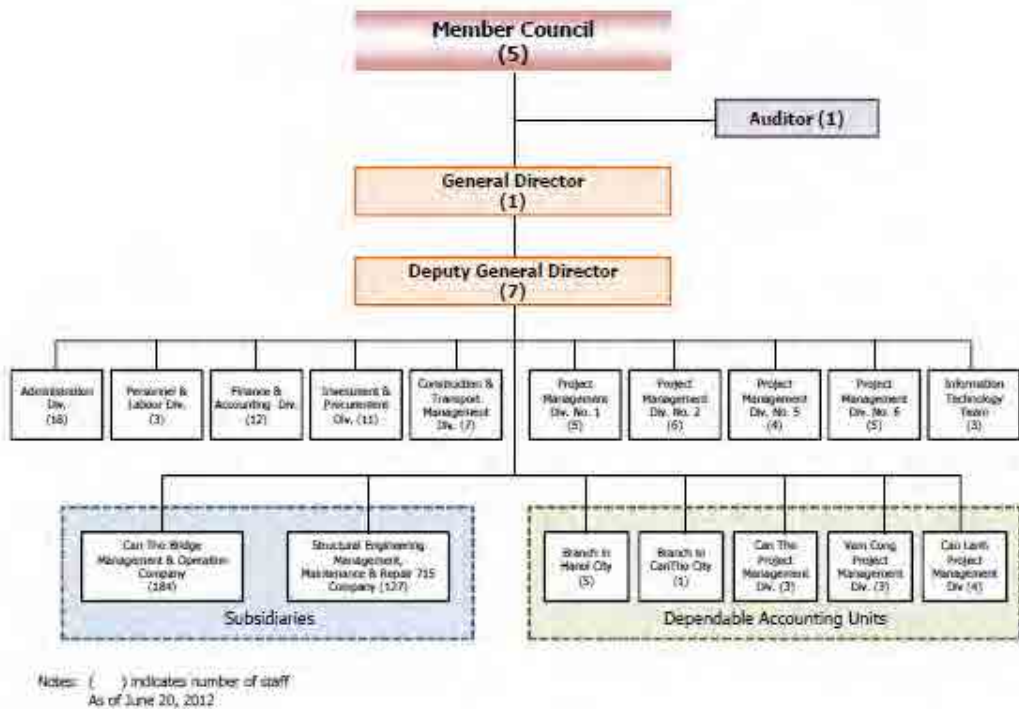 Member Council
(5)
Auditor (1)
General Director
(1)
Deputy General Director
(7)
Administration
Div.
(18)
Personnel &
Labour Div.
(3)
Finance &
Accounting Div.
(12)
Investment &
Procurement
Div. (11)
Construction &
Transport
Management
Div. (7)
Project
Management
Div. No. 1
(5)
Project
Management
Div. No. 2
(6)
Project
Management
Div. No. 5
(4)
Project
Management
Div. No. 6
(5)
Information
Technology
Team
(3)
Can Tho Bridge
Management & Operation
Company
(184)
Structural Engineering
Management,
Maintenance & Repair 715
Company (127)
Subsidiaries
Branch in
Hanoi City
(5)
Branch in
CanTho City
(1)
Can Tho
Project
Management
Div. (3)
Vam Cong
Project
Management
Div. (3)
Cao Lanh
Project
Management
Div (4)
Dependable Accounting Units
Notes: ( ) indicates number of staff
As of June 20, 2012